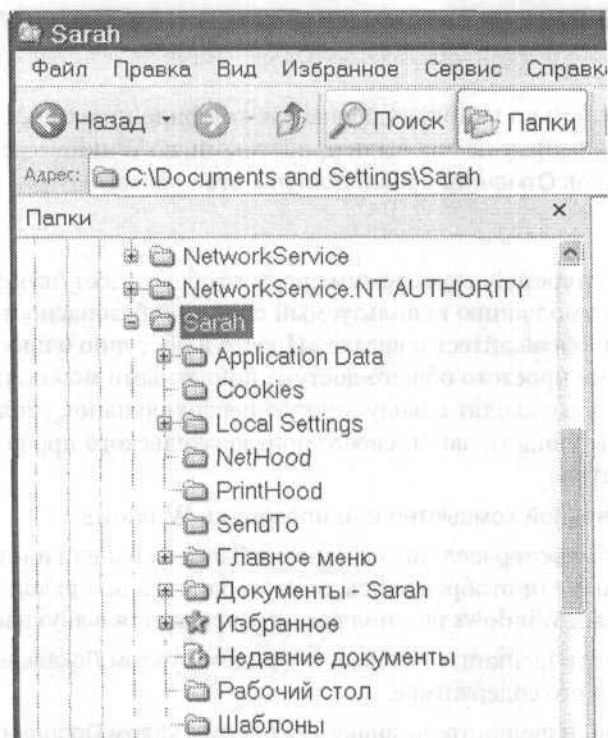 Sarah
Файл Правка Вид Избранное Сервис Справка
Назад Поиск Папки
Адрес: C:\Documents and Settings\Sarah
Папки ×
NetworkService
NetworkService.NT AUTHORITY
Sarah
Application Data
Cookies
Local Settings
NetHood
PrintHood
SendTo
Главное меню
Документы - Sarah
Избранное
Недавние документы
Рабочий стол
Шаблоны